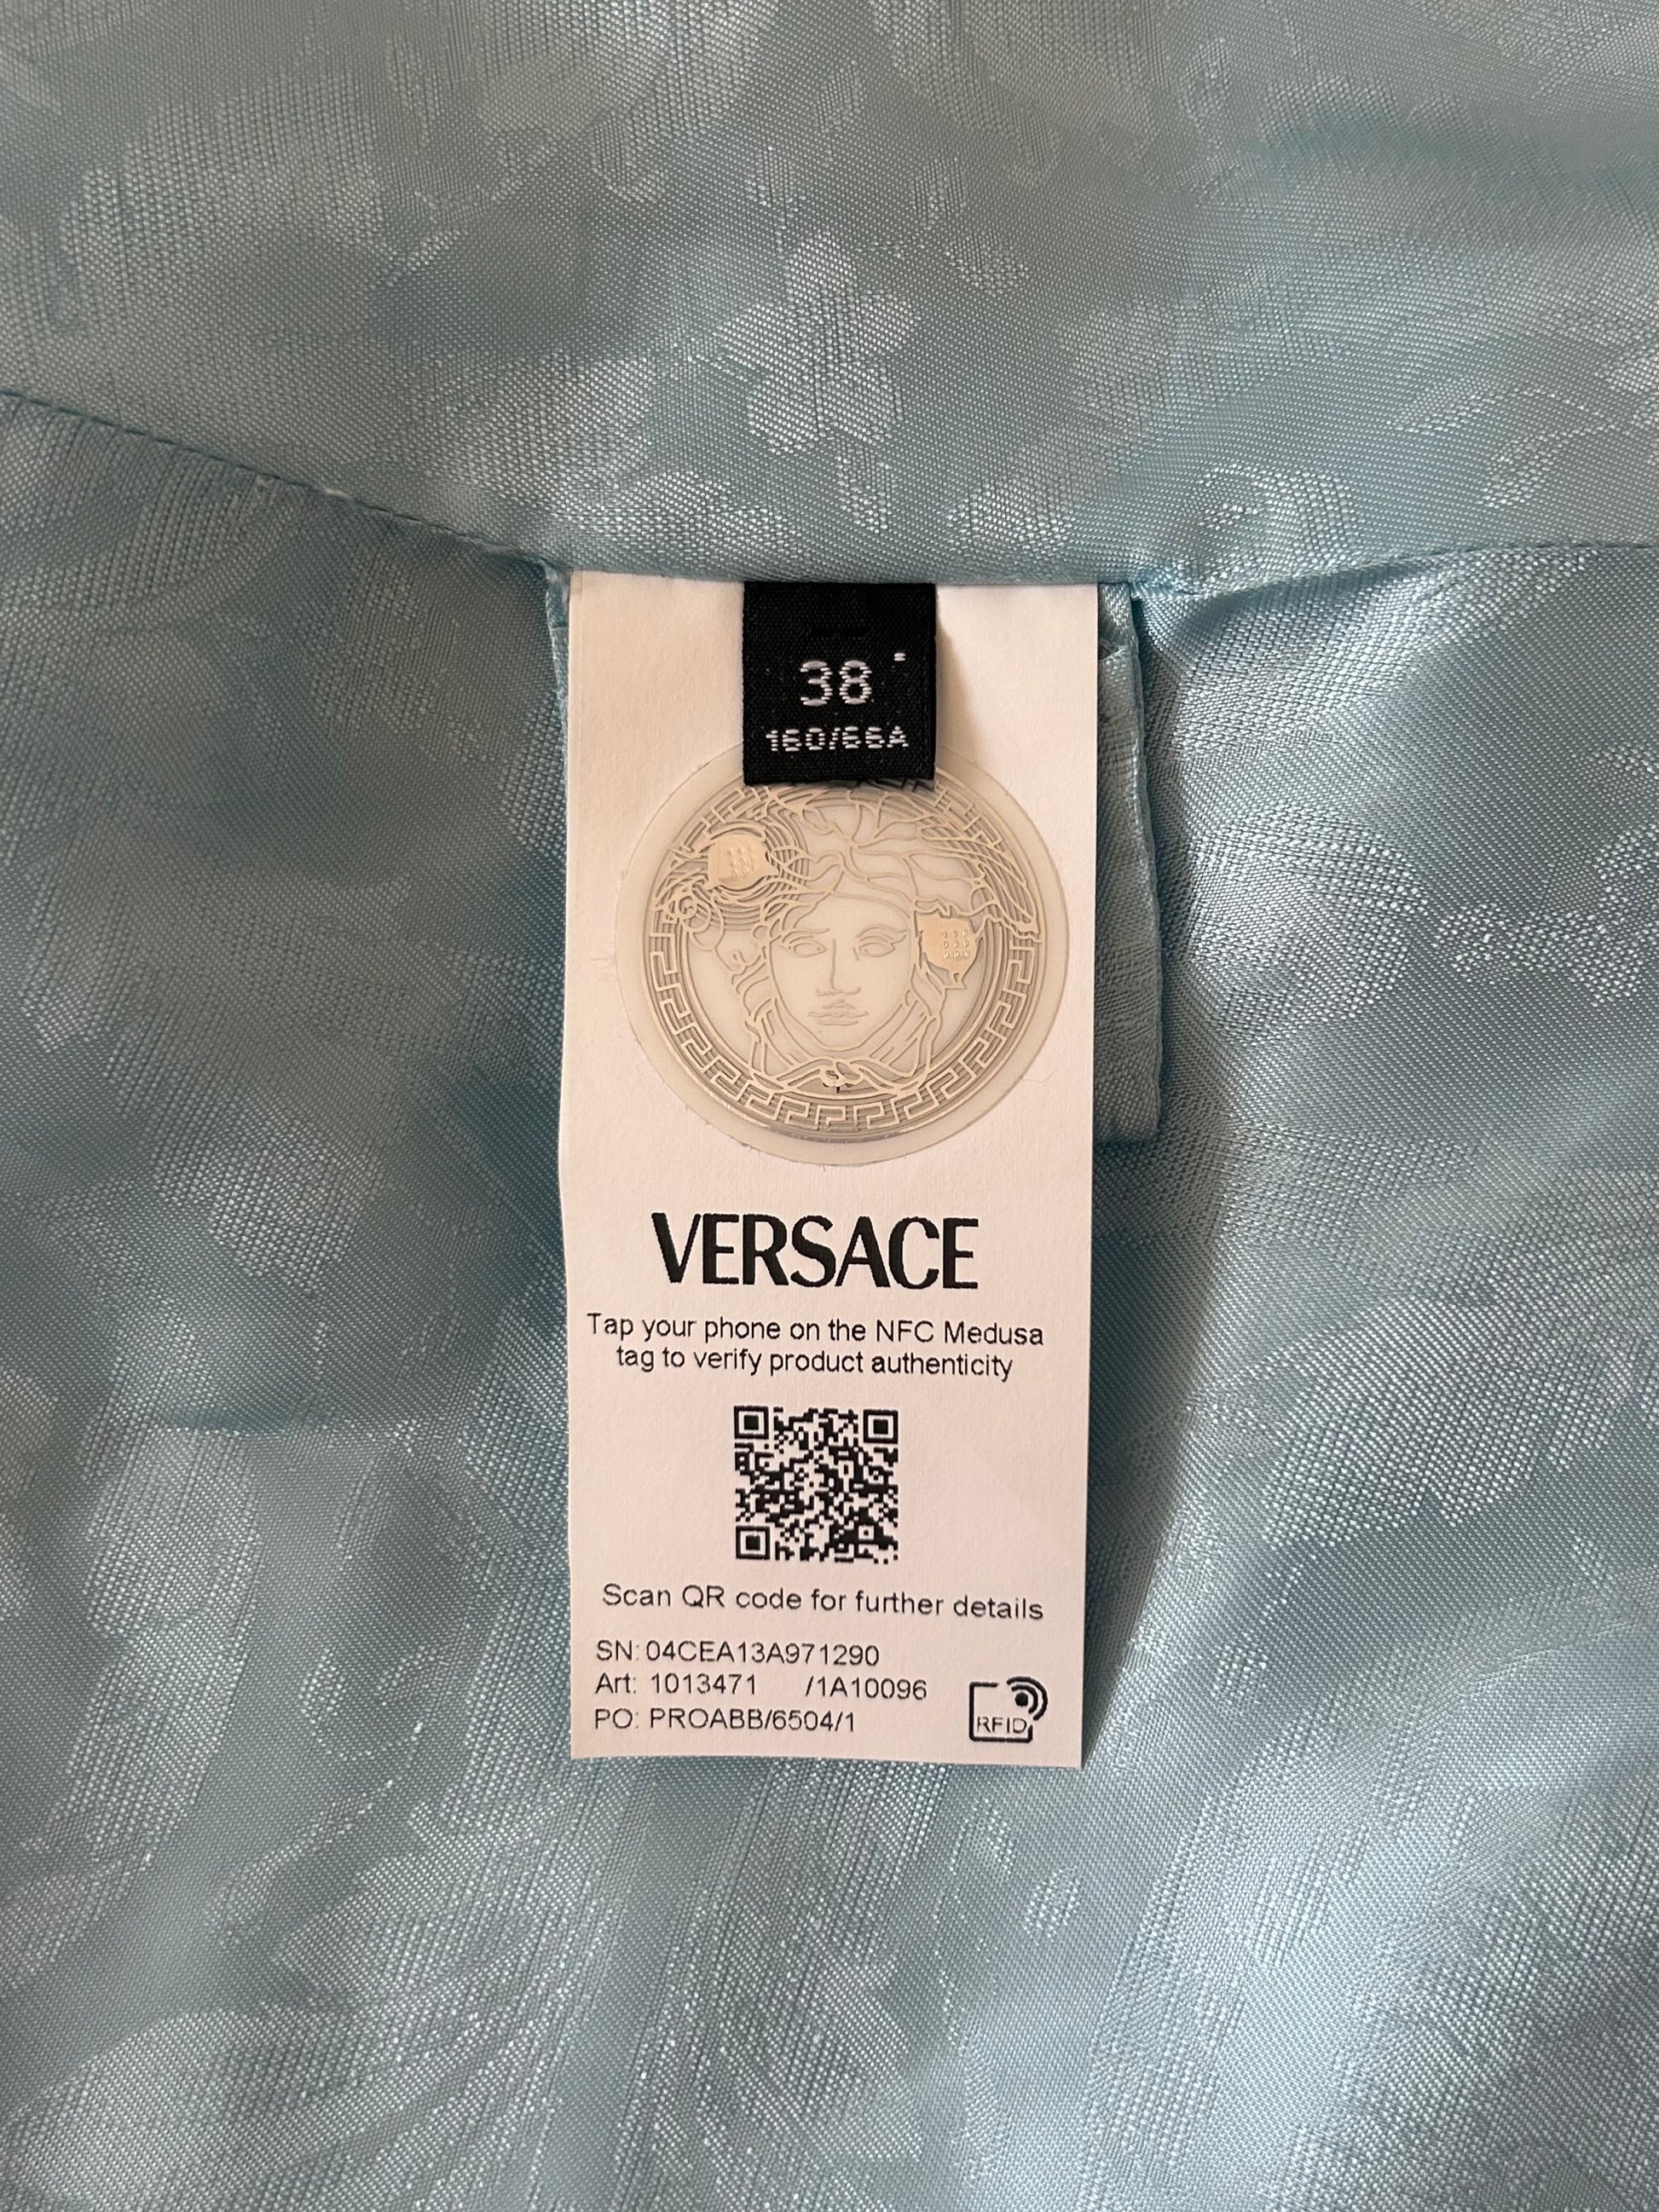 38
160/66A
VERSACE
Tap your phone on the NFC Medusa
tag to verify product authenticity
Scan QR code for further details
SN: 04CEA13A971290
Art: 1013471 /1A10096
PO: PROABB/6504/1
RFID